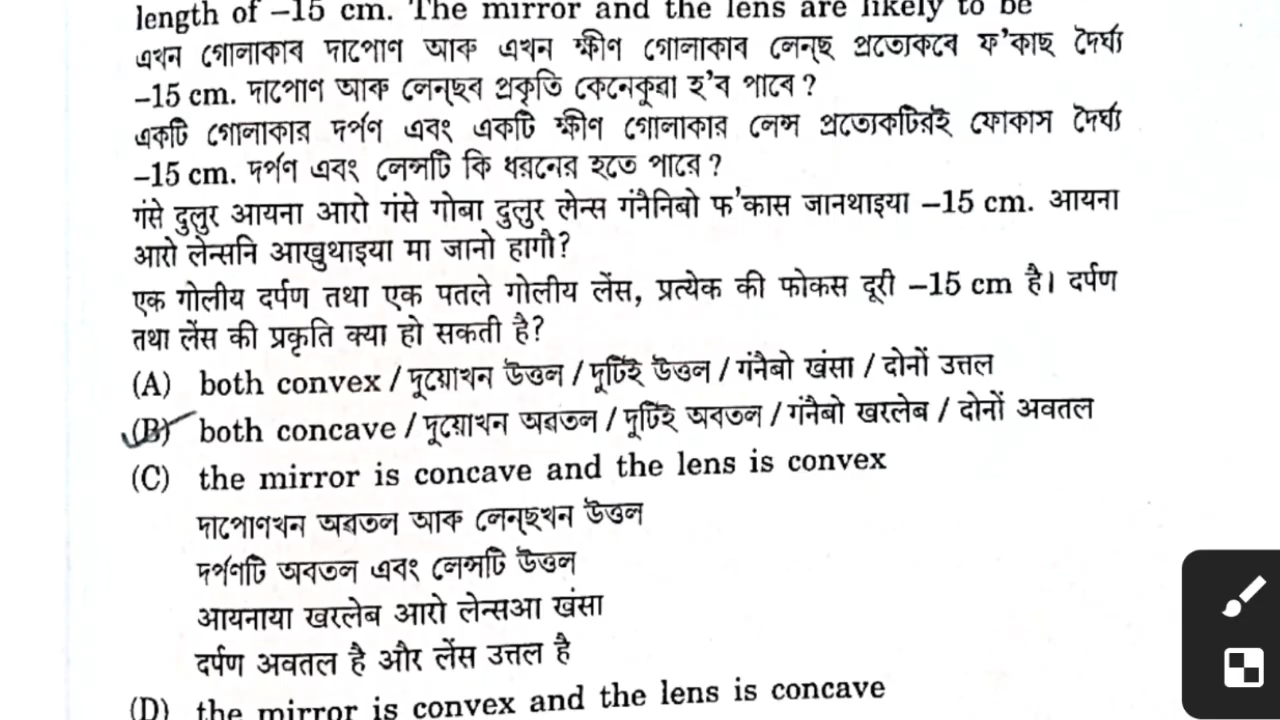 length of –15 cm. The mirror and the lens are likely to be
এখন গোলাকাৰ দাপোণ আৰু এখন ক্ষীণ গোলাকাৰ লেন্‌ছ প্ৰত্যেকৰে ফ'কাছ দৈৰ্ঘ্য
–15 cm. দাপোণ আৰু লেন্‌ছৰ প্ৰকৃতি কেনেকুৱা হ'ব পাৰে ?
একটি গোলাকার দর্পণ এবং একটি ক্ষীণ গোলাকার লেন্স প্রত্যেকটিরই ফোকাস দৈর্ঘ্য
–15 cm. দর্পণ এবং লেন্সটি কি ধরনের হতে পারে ?
गंसे दुलुर आयना आरो गंसे गोबा दुलुर लेन्स गंनैनिबो फ'कास जानथाइया –15 cm. आयना
आरो लेन्सनि आखुथाइया मा जानो हागौ?
एक गोलीय दर्पण तथा एक पतले गोलीय लेंस, प्रत्येक की फोकस दूरी –15 cm है। दर्पण
तथा लेंस की प्रकृति क्या हो सकती है?
(A) both convex / দুয়োখন উত্তল / দুটিই উত্তল / गंनैबो खंसा / दोनों उत्तल
(B) both concave / দুয়োখন অৱতল / দুটিই অবতল / गंनैबो खरलेब / दोनों अवतल
(C) the mirror is concave and the lens is convex
দাপোণখন অৱতল আৰু লেন্‌ছখন উত্তল
দর্পণটি অবতল এবং লেন্সটি উত্তল
आयनाया खरलेब आरो लेन्सआ खंसा
दर्पण अवतल है और लेंस उत्तल है
(D) the mirror is convex and the lens is concave